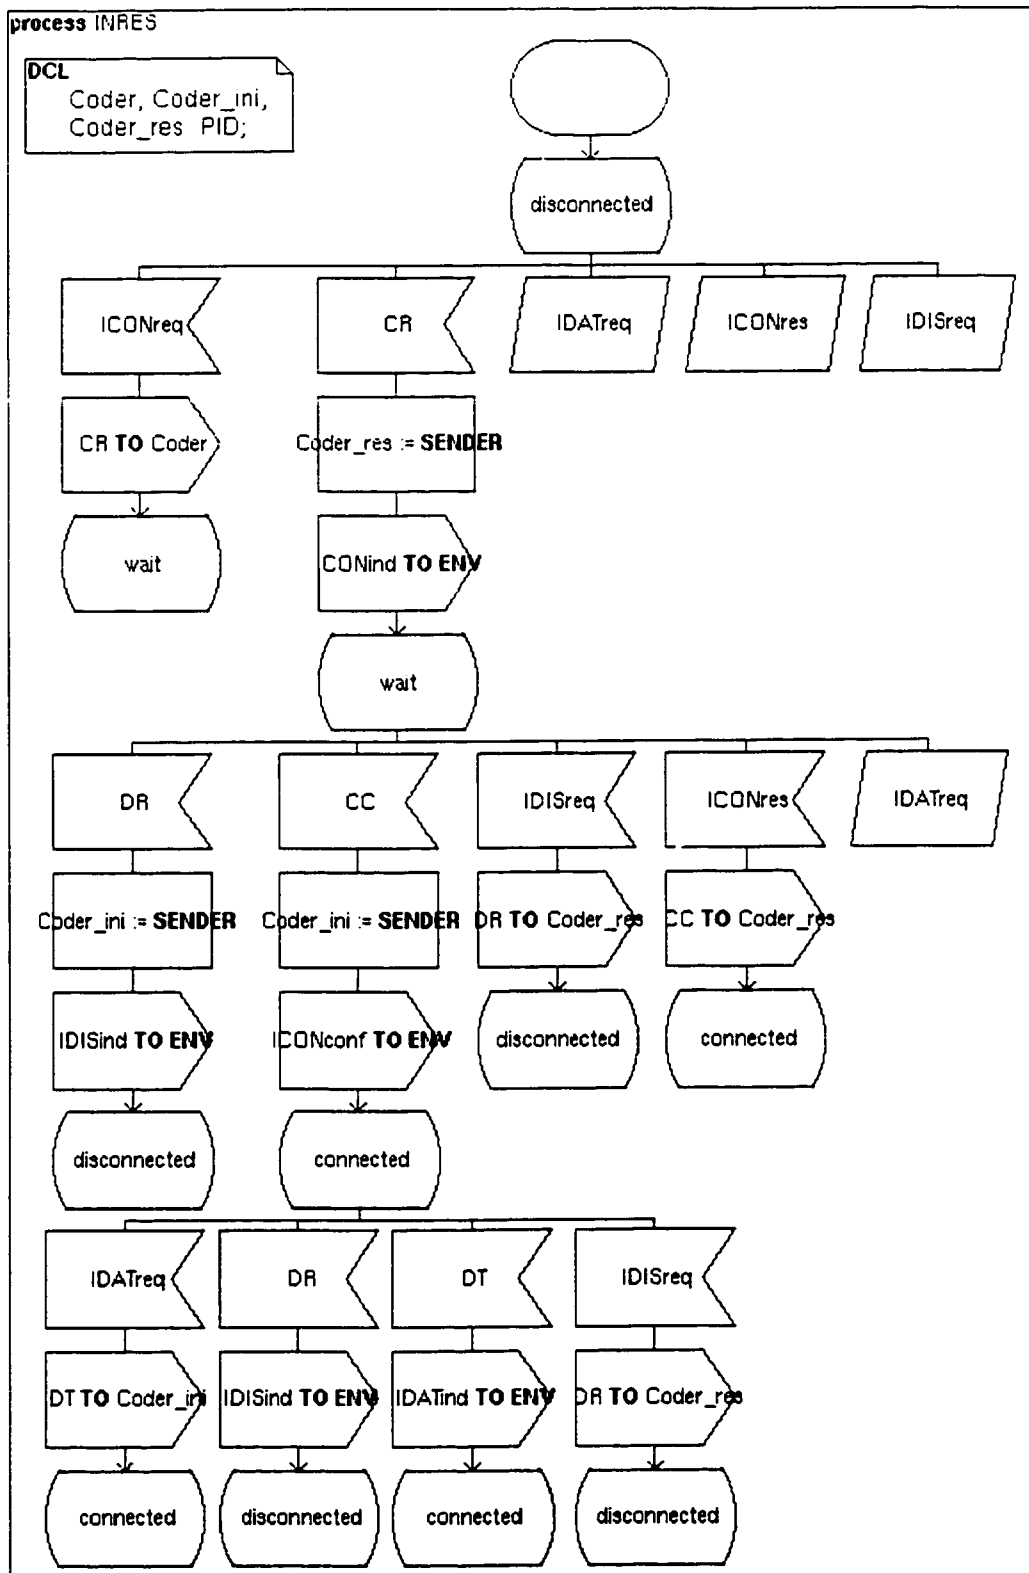 process INRES
DCL
Coder, Coder_ini,
Coder_res PID;
disconnected
ICONreq
CR
IDATreq
ICONres
IDISreq
CR TO Coder
Coder_res := SENDER
wait
CONind TO ENV
wait
DR
CC
IDISreq
ICONres
IDATreq
Coder_ini := SENDER
Coder_ini := SENDER
DR TO Coder_res
CC TO Coder_res
IDISind TO ENV
ICONconf TO ENV
disconnected
connected
disconnected
connected
IDATreq
DR
DT
IDISreq
DT TO Coder_ini
IDISind TO ENV
IDATind TO ENV
DR TO Coder_res
connected
disconnected
connected
disconnected